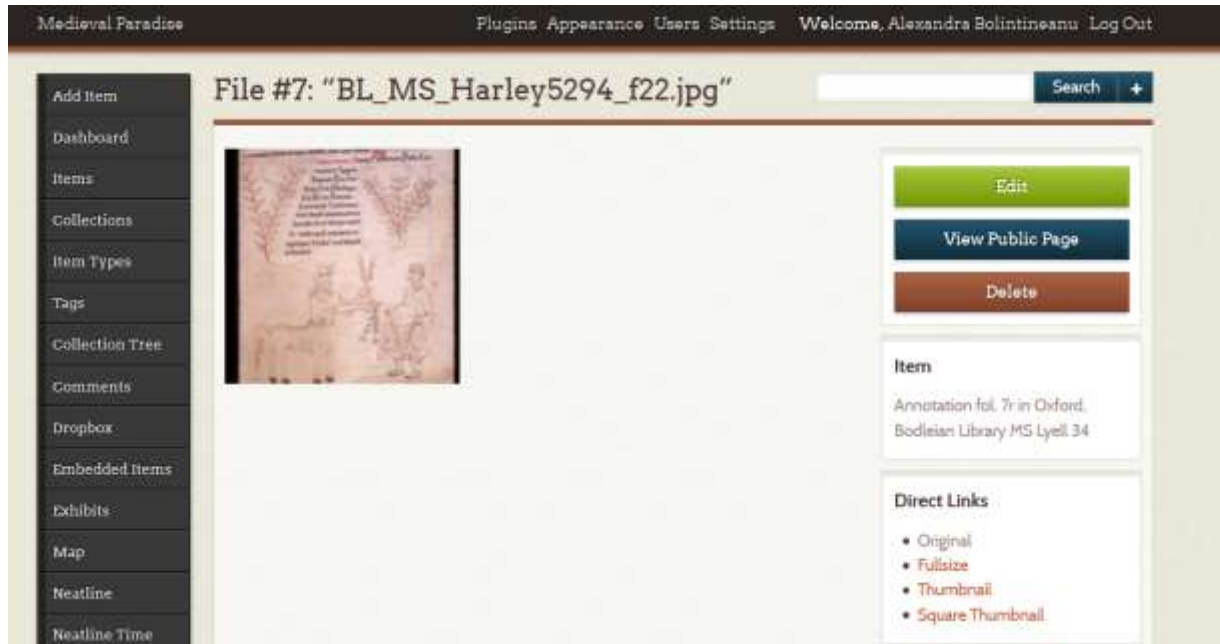 Medieval Paradise
Plugins Appearance Users Settings Welcome, Alexandra Bolintineanu Log Out
Add Item
Dashboard
Items
Collections
Item Types
Tags
Collection Tree
Comments
Dropbox
Embedded Items
Exhibits
Map
Neatline
Neatline Time
File #7: “BL_MS_Harley5294_f22.jpg”
Search +
Edit
View Public Page
Delete
Item
Annotation fol. 7r in Oxford,
Bodleian Library MS Lyell 34
Direct Links
• Original
• Fullsize
• Thumbnail
• Square Thumbnail